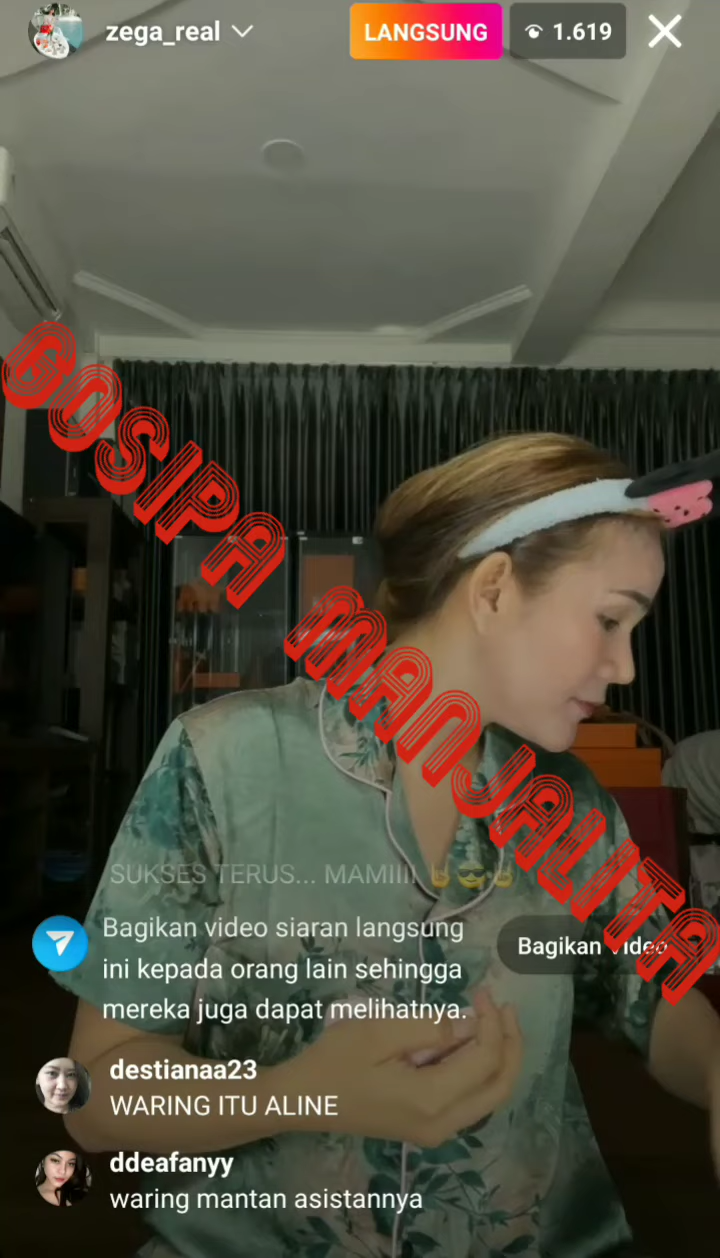 zega_real
LANGSUNG
1.619
GOSIPA MANJALITA
SUKSES TERUS... MAMIIII
Bagikan video siaran langsung
ini kepada orang lain sehingga
mereka juga dapat melihatnya.
Bagikan video
destianaa23
WARING ITU ALINE
ddeafanyy
waring mantan asistannya